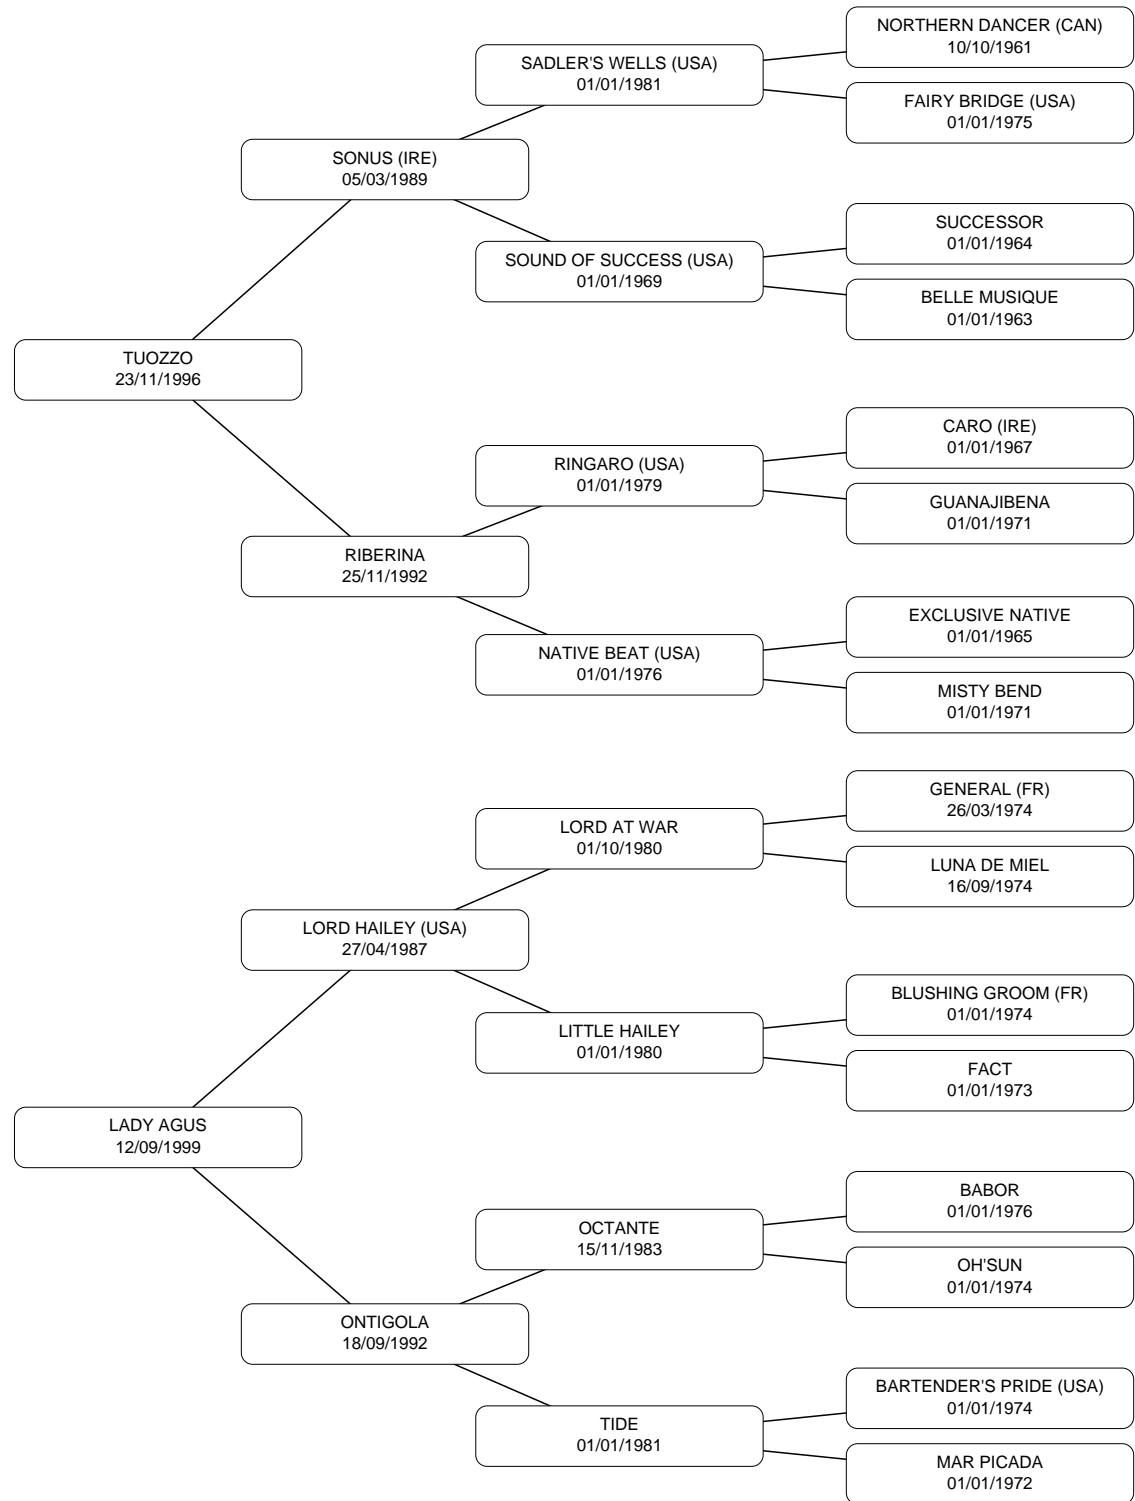 NORTHERN DANCER (CAN)
10/10/1961
SADLER'S WELLS (USA)
01/01/1981
FAIRY BRIDGE (USA)
01/01/1975
SONUS (IRE)
05/03/1989
SUCCESSOR
01/01/1964
SOUND OF SUCCESS (USA)
01/01/1969
BELLE MUSIQUE
01/01/1963
TUOZZO
23/11/1996
CARO (IRE)
01/01/1967
RINGARO (USA)
01/01/1979
GUANAJIBENA
01/01/1971
RIBERINA
25/11/1992
EXCLUSIVE NATIVE
01/01/1965
NATIVE BEAT (USA)
01/01/1976
MISTY BEND
01/01/1971
GENERAL (FR)
26/03/1974
LORD AT WAR
01/10/1980
LUNA DE MIEL
16/09/1974
LORD HAILEY (USA)
27/04/1987
BLUSHING GROOM (FR)
01/01/1974
LITTLE HAILEY
01/01/1980
FACT
01/01/1973
LADY AGUS
12/09/1999
BABOR
01/01/1976
OCTANTE
15/11/1983
OH'SUN
01/01/1974
ONTIGOLA
18/09/1992
BARTENDER'S PRIDE (USA)
01/01/1974
TIDE
01/01/1981
MAR PICADA
01/01/1972